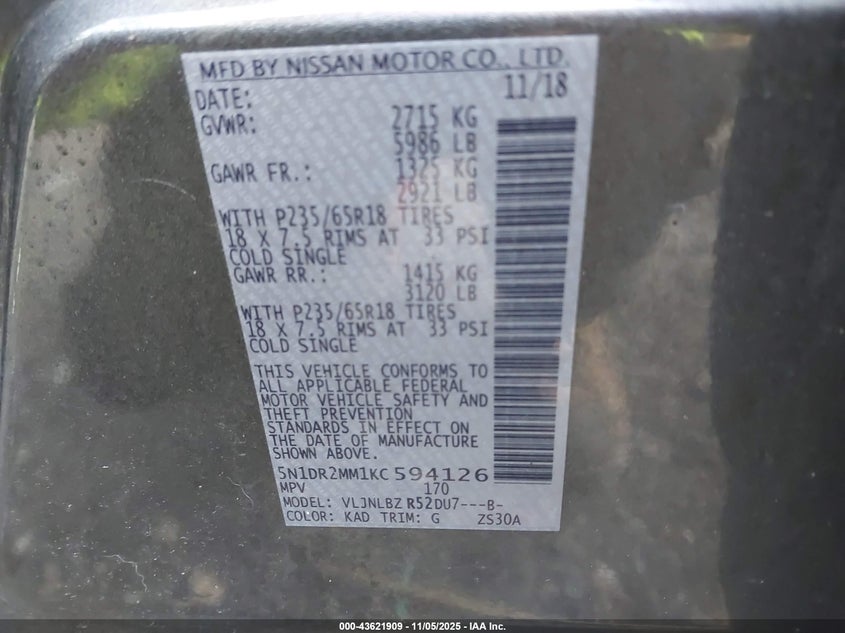 MFD BY NISSAN MOTOR CO., LTD.
DATE: 11/18
GVWR: 2715 KG
5986 LB
GAWR FR.: 1325 KG
2921 LB
WITH P235/65R18 TIRES
18 X 7.5 RIMS AT 33 PSI
COLD SINGLE
GAWR RR.: 1415 KG
3120 LB
WITH P235/65R18 TIRES
18 X 7.5 RIMS AT 33 PSI
COLD SINGLE
THIS VEHICLE CONFORMS TO
ALL APPLICABLE FEDERAL
MOTOR VEHICLE SAFETY AND
THEFT PREVENTION
STANDARDS IN EFFECT ON
THE DATE OF MANUFACTURE
SHOWN ABOVE.
5N1DR2MM1KC594126
MPV 170
MODEL: VLJNLBZ R52DU7---B-
COLOR: KAD TRIM: G ZS30A
000-43621909 - 11/05/2025 - IAA Inc.